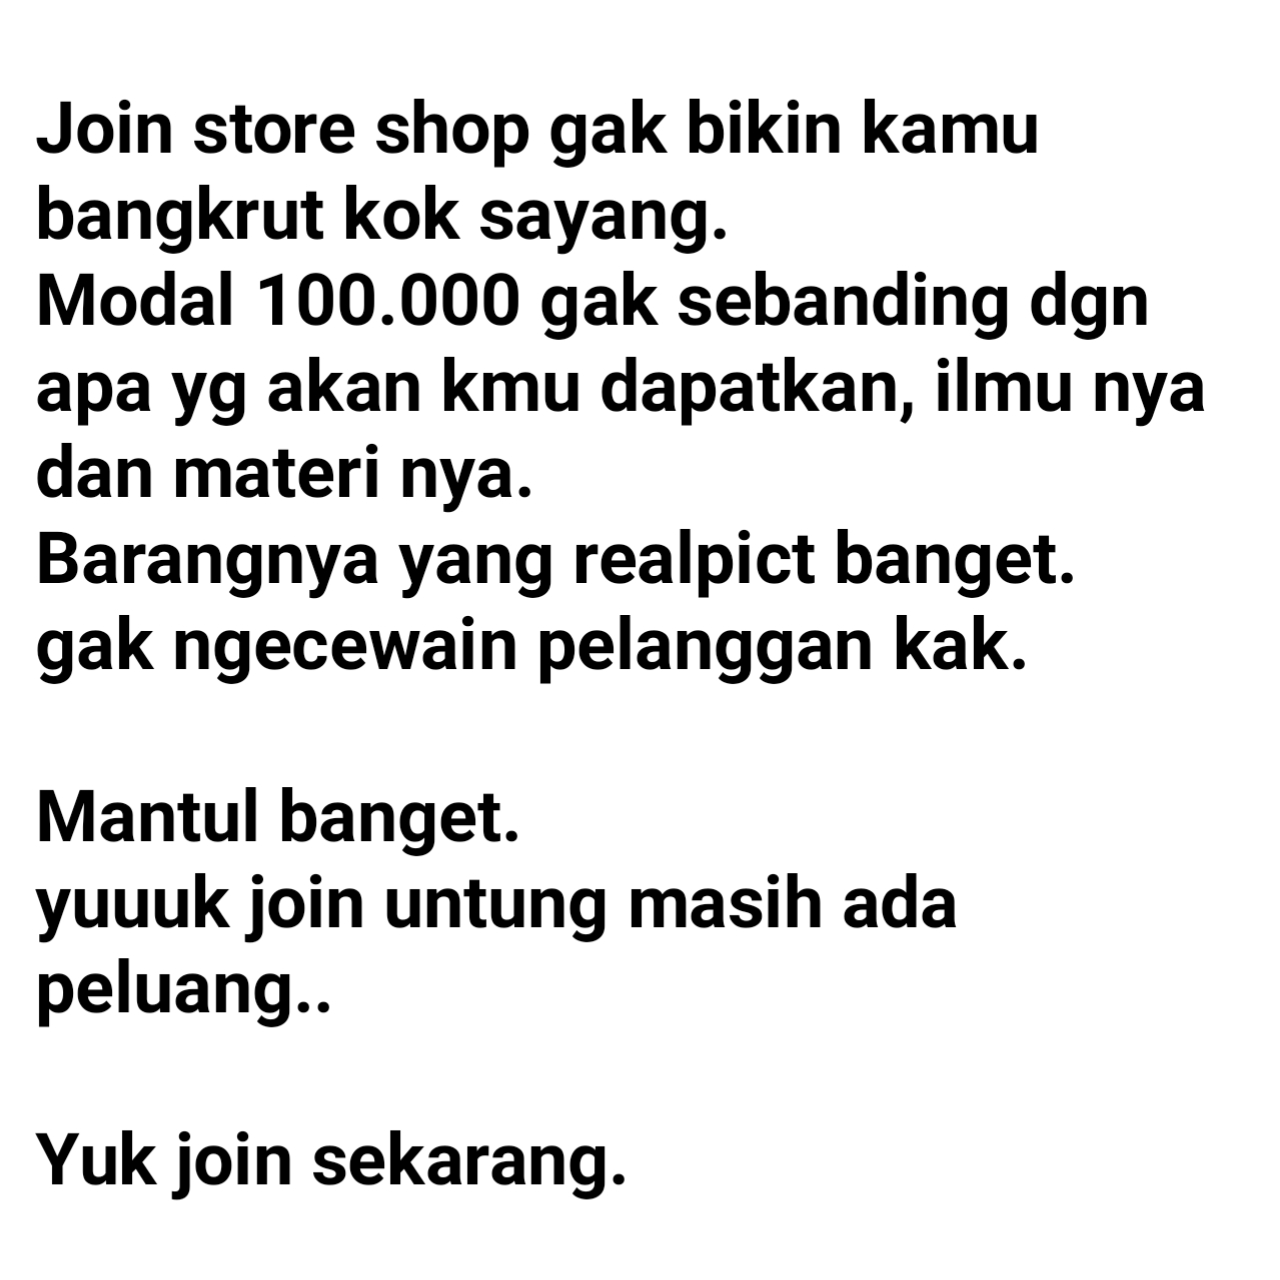 Join store shop gak bikin kamu
bangkrut kok sayang.
Modal 100.000 gak sebanding dgn
apa yg akan kmu dapatkan, ilmu nya
dan materi nya.
Barangnya yang realpict banget.
gak ngecewain pelanggan kak.
Mantul banget.
yuuuk join untung masih ada
peluang..
Yuk join sekarang.